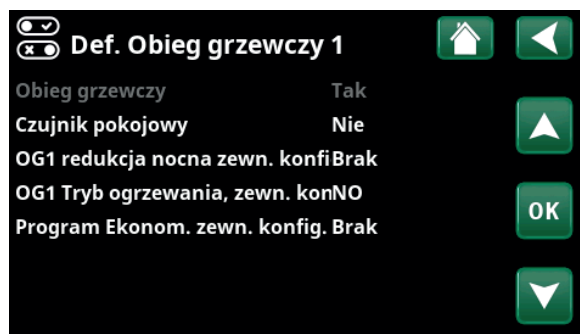 Def. Obieg grzewczy 1
Obieg grzewczy Tak
Czujnik pokojowy Nie
OG1 redukcja nocna zewn. konfiBrak
OG1 Tryb ogrzewania, zewn. konNO
Program Ekonom. zewn. konfig. Brak
OK